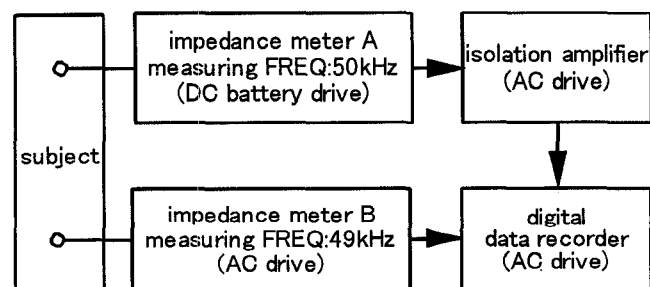 subject
impedance meter A
measuring FREQ:50kHz
(DC battery drive)
isolation amplifier
(AC drive)
impedance meter B
measuring FREQ:49kHz
(AC drive)
digital
data recorder
(AC drive)